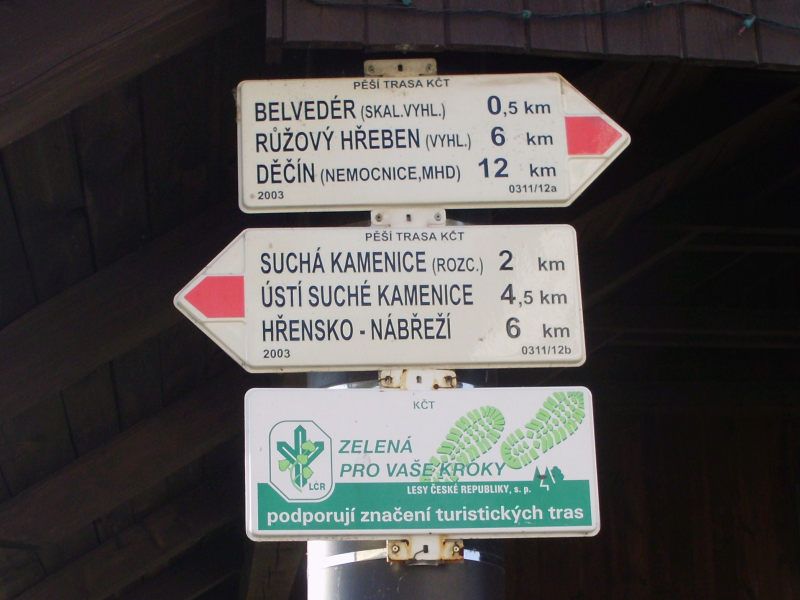 PĚŠÍ TRASA KČT
BELVEDÉR (SKAL.VYHL.) 0,5 km
RŮŽOVÝ HŘEBEN (VYHL.) 6 km
DĚČÍN (NEMOCNICE,MHD) 12 km
2003 0311/12a
PĚŠÍ TRASA KČT
SUCHÁ KAMENICE (ROZC.) 2 km
ÚSTÍ SUCHÉ KAMENICE 4,5 km
HŘENSKO - NÁBŘEŽÍ 6 km
2003 0311/12b
KČT
ZELENÁ
PRO VAŠE KROKY
LČR
LESY ČESKÉ REPUBLIKY, s. p.
podporují značení turistických tras